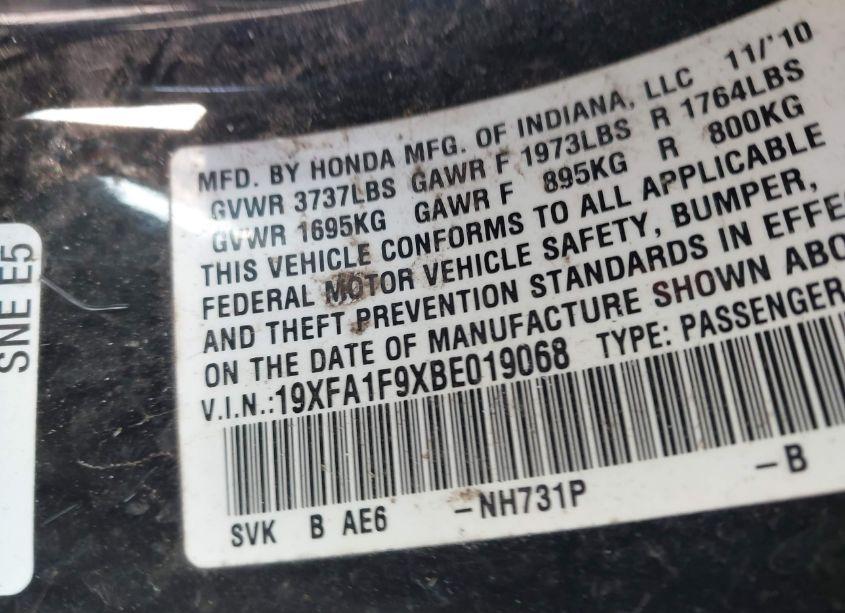 MFD. BY HONDA MFG. OF INDIANA, LLC 11/'10
GVWR 3737LBS GAWR F 1973LBS R 1764LBS
GVWR 1695KG GAWR F 895KG R 800KG
THIS VEHICLE CONFORMS TO ALL APPLICABLE
FEDERAL MOTOR VEHICLE SAFETY, BUMPER,
AND THEFT PREVENTION STANDARDS IN EFFE
ON THE DATE OF MANUFACTURE SHOWN ABO
V.I.N.:19XFA1F9XBE019068 TYPE: PASSENGER
SVK B AE6 -NH731P -B
SNE E5